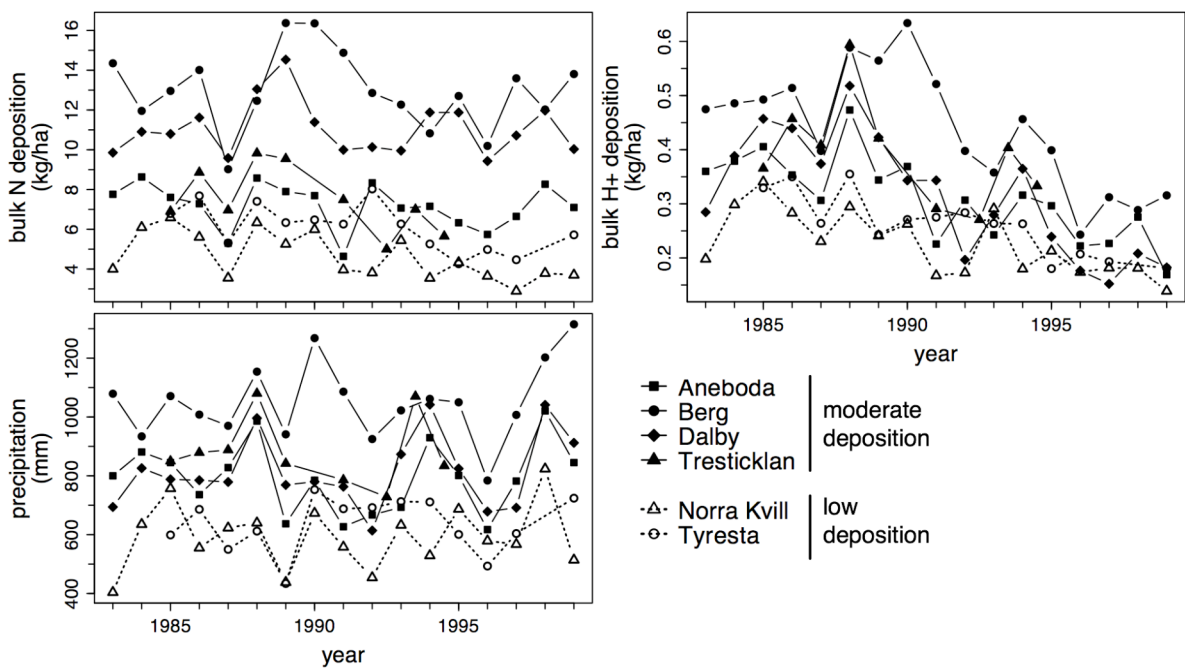 bulk N deposition
(kg/ha)
16
14
12
10
8
6
4
bulk H+ deposition
(kg/ha)
0.6
0.5
0.4
0.3
0.2
1985
1990
1995
year
precipitation
(mm)
1200
1000
800
600
400
1985
1990
1995
year
Aneboda
Berg
Dalby
Tresticklan
moderate
deposition
Norra Kvill
Tyresta
low
deposition